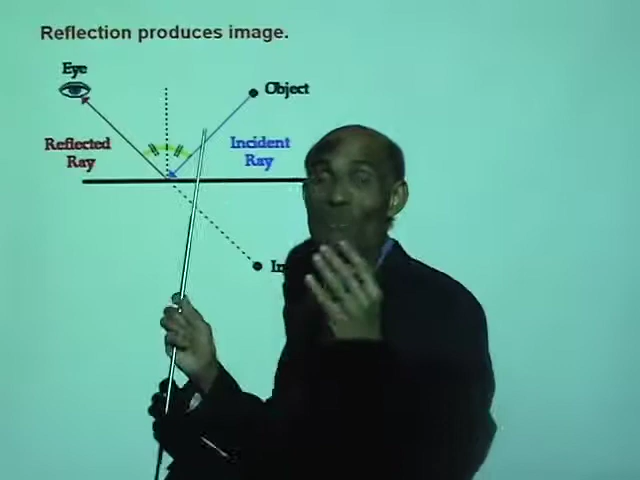 Reflection produces image.
Eye
Object
Reflected
Ray
Incident
Ray